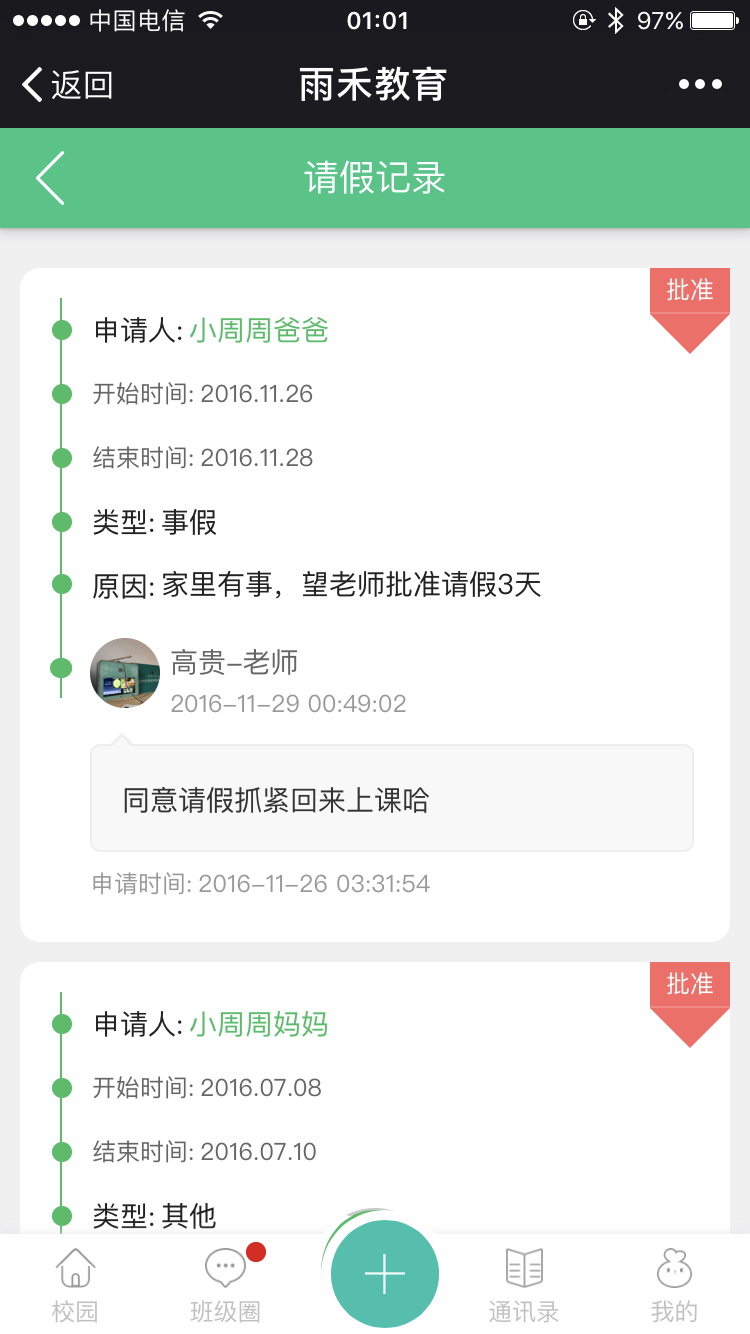 中国电信 01:01 97%
返回 雨禾教育
请假记录
批准
申请人: 小周周爸爸
开始时间: 2016.11.26
结束时间: 2016.11.28
类型: 事假
原因: 家里有事，望老师批准请假3天
高贵-老师
2016-11-29 00:49:02
同意请假抓紧回来上课哈
申请时间: 2016-11-26 03:31:54
批准
申请人: 小周周妈妈
开始时间: 2016.07.08
结束时间: 2016.07.10
类型: 其他
校园 班级圈 通讯录 我的